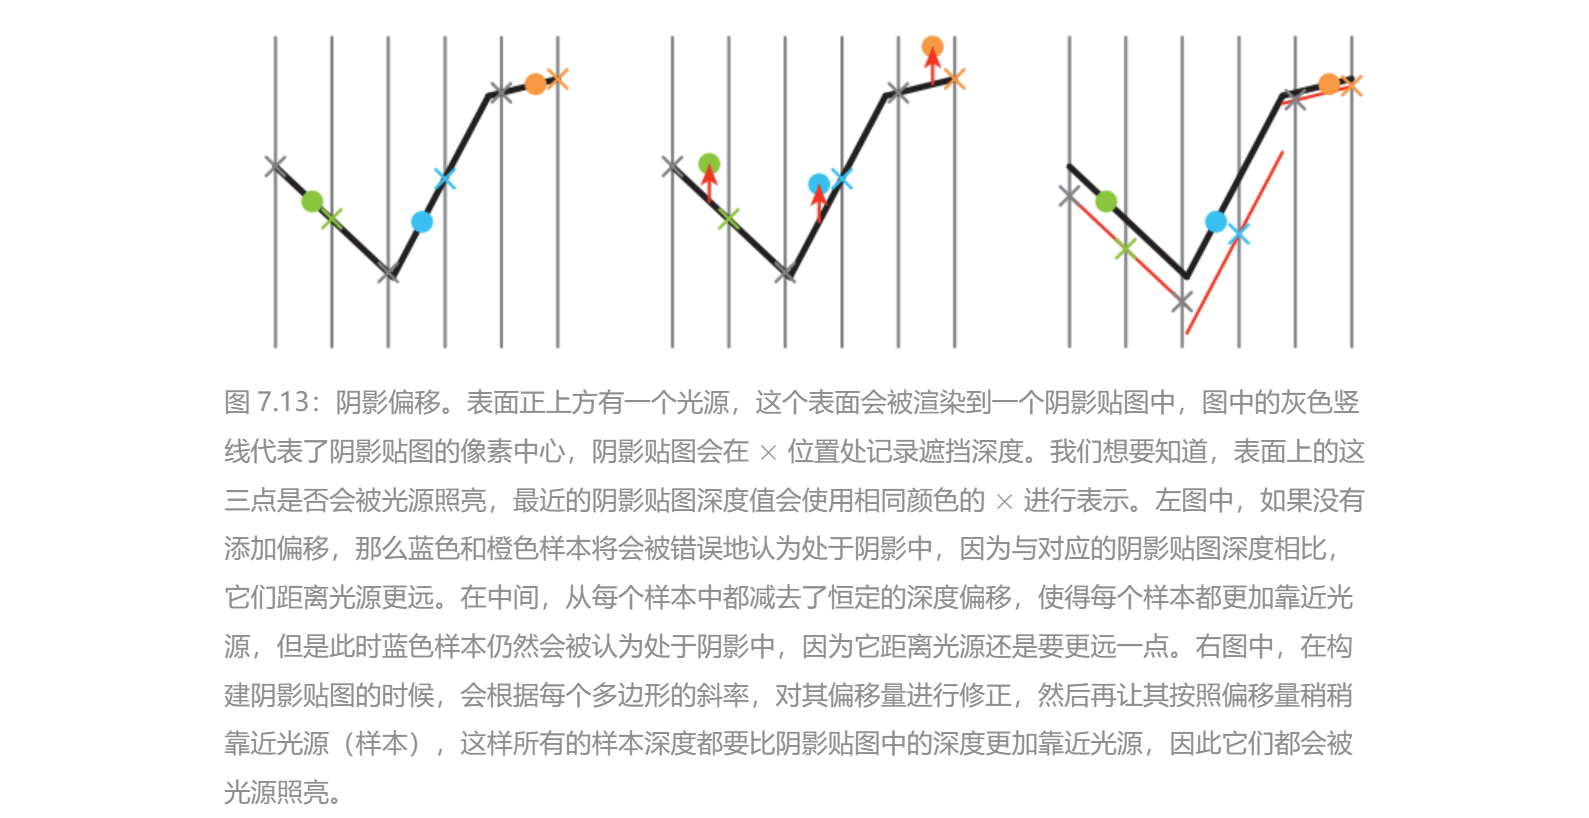 图 7.13：阴影偏移。表面正上方有一个光源，这个表面会被渲染到一个阴影贴图中，图中的灰色竖
线代表了阴影贴图的像素中心，阴影贴图会在 × 位置处记录遮挡深度。我们想要知道，表面上的这
三点是否会被光源照亮，最近的阴影贴图深度值会使用相同颜色的 × 进行表示。左图中，如果没有
添加偏移，那么蓝色和橙色样本将会被错误地认为处于阴影中，因为与对应的阴影贴图深度相比，
它们距离光源更远。在中间，从每个样本中都减去了恒定的深度偏移，使得每个样本都更加靠近光
源，但是此时蓝色样本仍然会被认为处于阴影中，因为它距离光源还是要更远一点。右图中，在构
建阴影贴图的时候，会根据每个多边形的斜率，对其偏移量进行修正，然后再让其按照偏移量稍稍
靠近光源（样本），这样所有的样本深度都要比阴影贴图中的深度更加靠近光源，因此它们都会被
光源照亮。